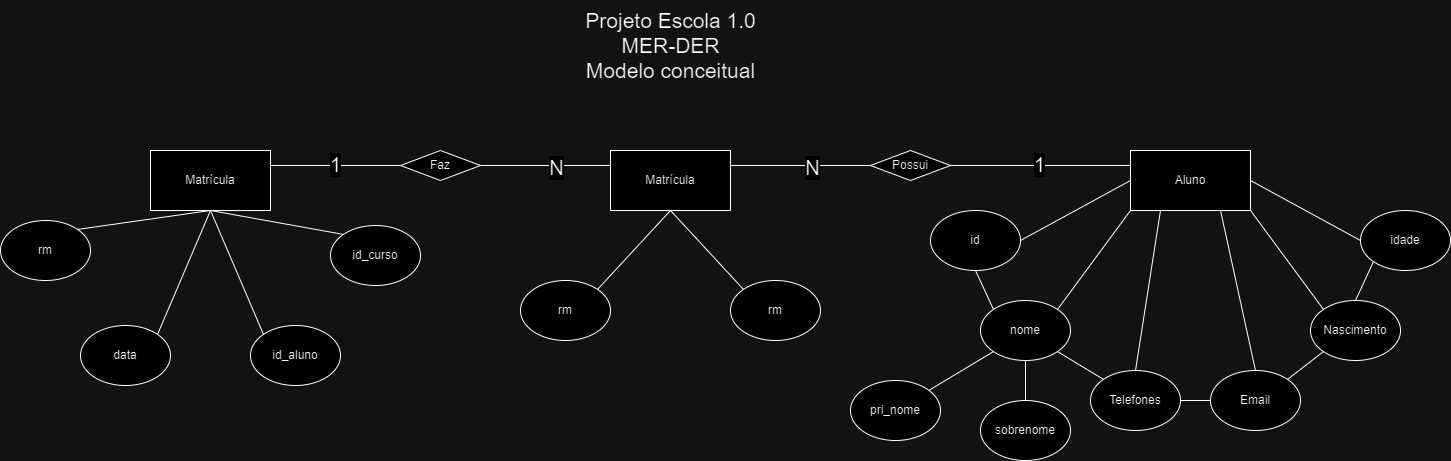 Projeto Escola 1.0
MER-DER
Modelo conceitual
Matrícula
1
Faz
N
Matrícula
N
Possui
1
Aluno
rm
id_curso
data
id_aluno
rm
rm
id
idade
nome
Nascimento
pri_nome
sobrenome
Telefones
Email